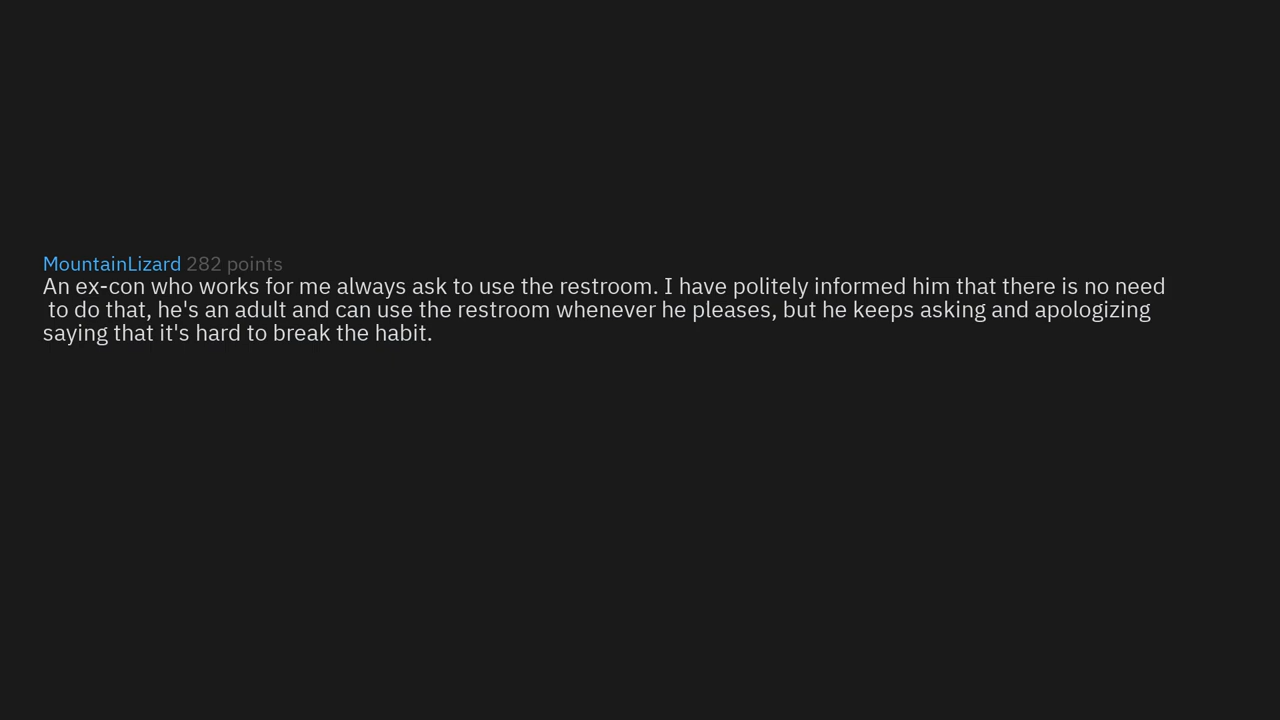 MountainLizard 282 points
An ex-con who works for me always ask to use the restroom. I have politely informed him that there is no need
to do that, he's an adult and can use the restroom whenever he pleases, but he keeps asking and apologizing
saying that it's hard to break the habit.